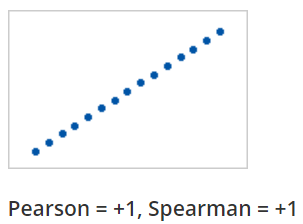 Pearson = +1, Spearman = +1